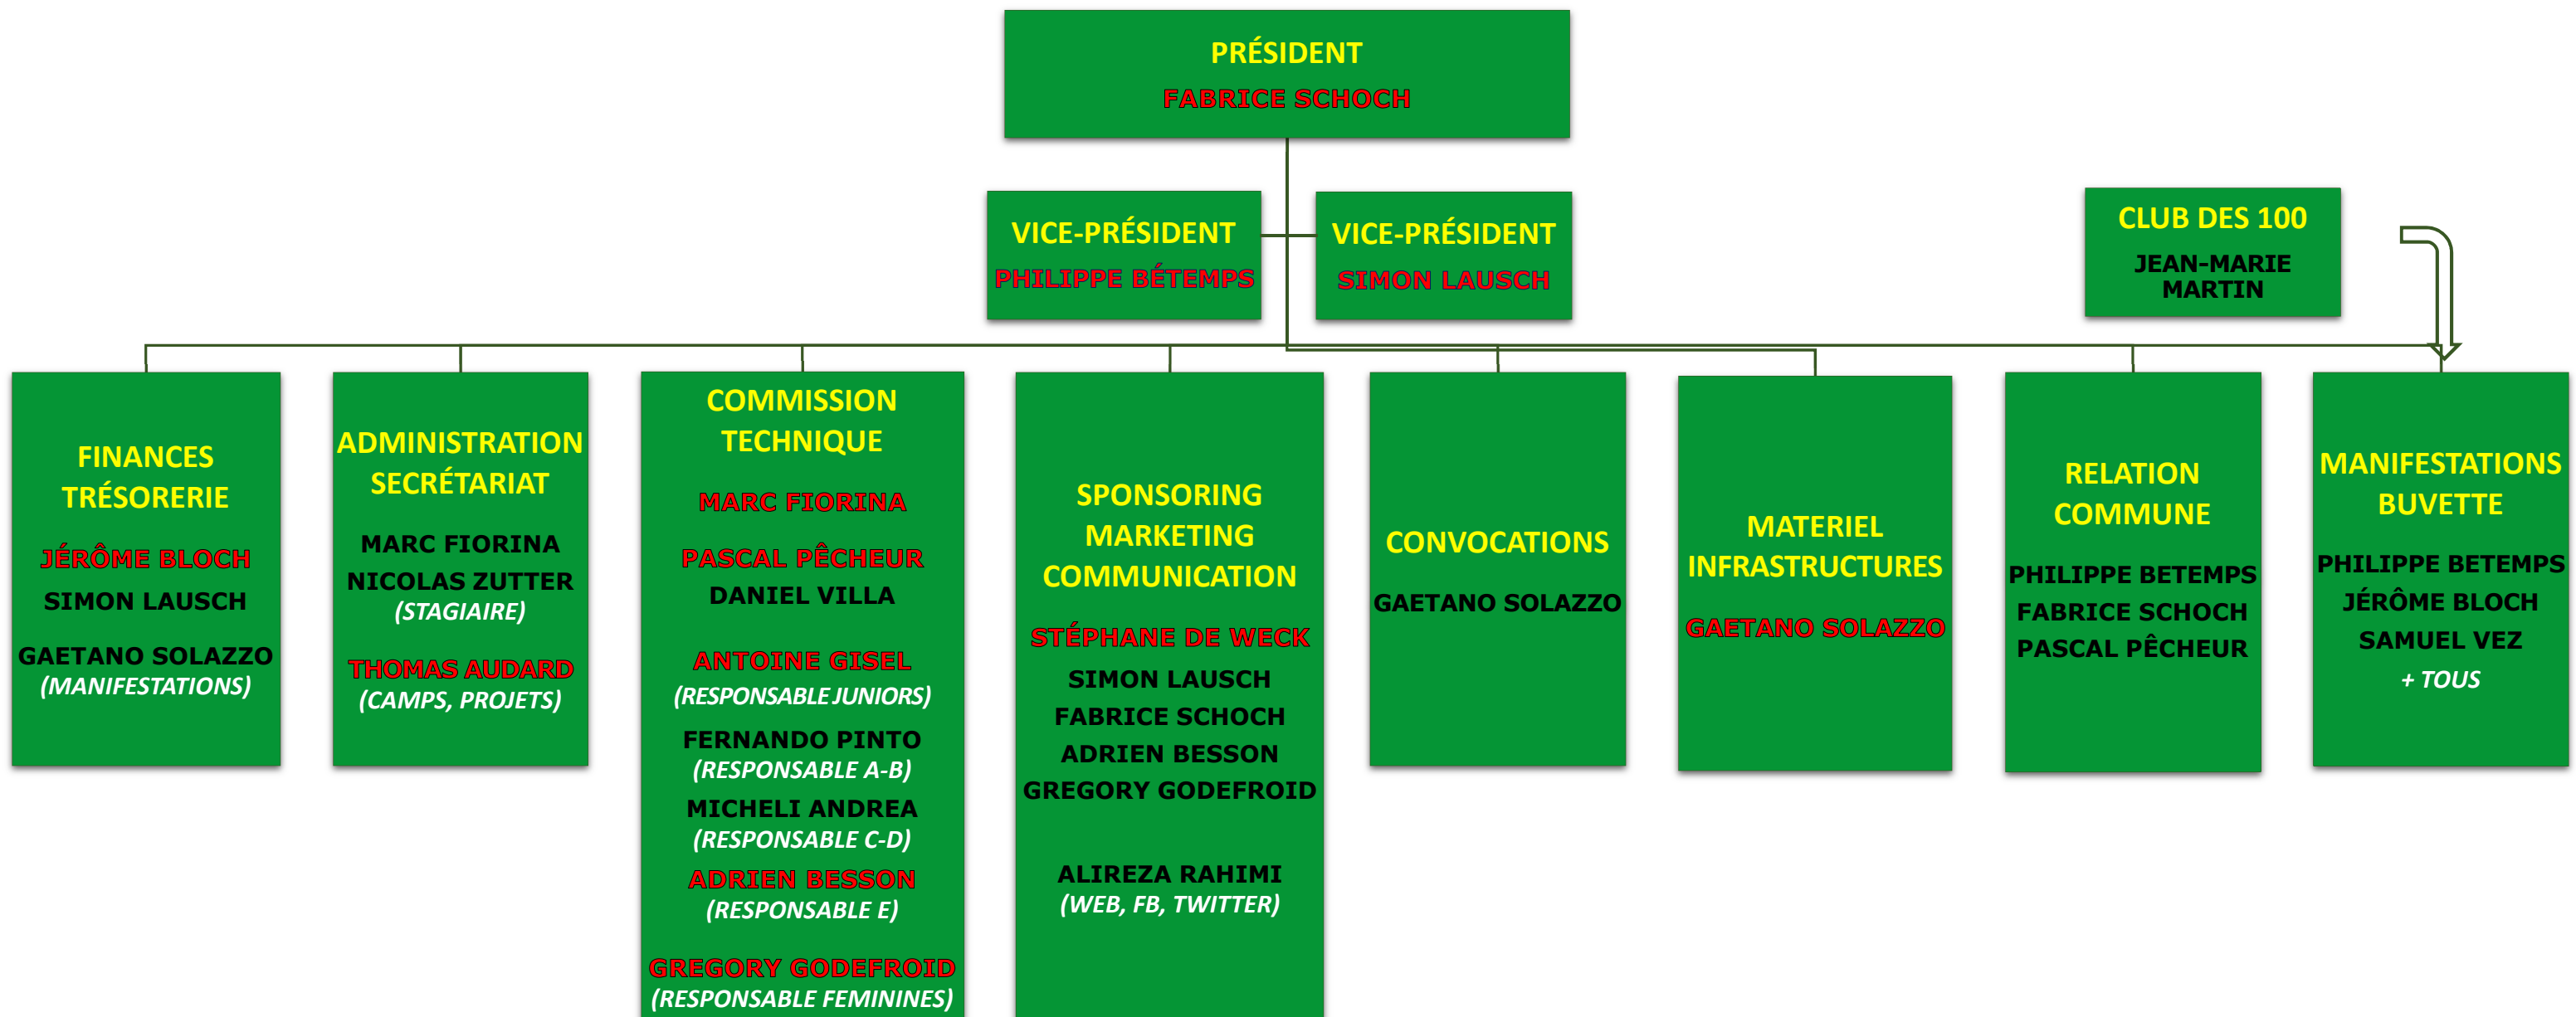 PRÉSIDENT
FABRICE SCHOCH
VICE-PRÉSIDENT
PHILIPPE BÉTEMPS
VICE-PRÉSIDENT
SIMON LAUSCH
CLUB DES 100
JEAN-MARIE
MARTIN
FINANCES
TRÉSORERIE
JÉRÔME BLOCH
SIMON LAUSCH
GAETANO SOLAZZO
(MANIFESTATIONS)
ADMINISTRATION
SECRÉTARIAT
MARC FIORINA
NICOLAS ZUTTER
(STAGIAIRE)
THOMAS AUDARD
(CAMPS, PROJETS)
COMMISSION
TECHNIQUE
MARC FIORINA
PASCAL PÊCHEUR
DANIEL VILLA
ANTOINE GISEL
(RESPONSABLE JUNIORS)
FERNANDO PINTO
(RESPONSABLE A-B)
MICHELI ANDREA
(RESPONSABLE C-D)
ADRIEN BESSON
(RESPONSABLE E)
GREGORY GODEFROID
(RESPONSABLE FEMININES)
SPONSORING
MARKETING
COMMUNICATION
STÉPHANE DE WECK
SIMON LAUSCH
FABRICE SCHOCH
ADRIEN BESSON
GREGORY GODEFROID
ALIREZA RAHIMI
(WEB, FB, TWITTER)
CONVOCATIONS
GAETANO SOLAZZO
MATERIEL
INFRASTRUCTURES
GAETANO SOLAZZO
RELATION
COMMUNE
PHILIPPE BETEMPS
FABRICE SCHOCH
PASCAL PÊCHEUR
MANIFESTATIONS
BUVETTE
PHILIPPE BETEMPS
JÉRÔME BLOCH
SAMUEL VEZ
+ TOUS